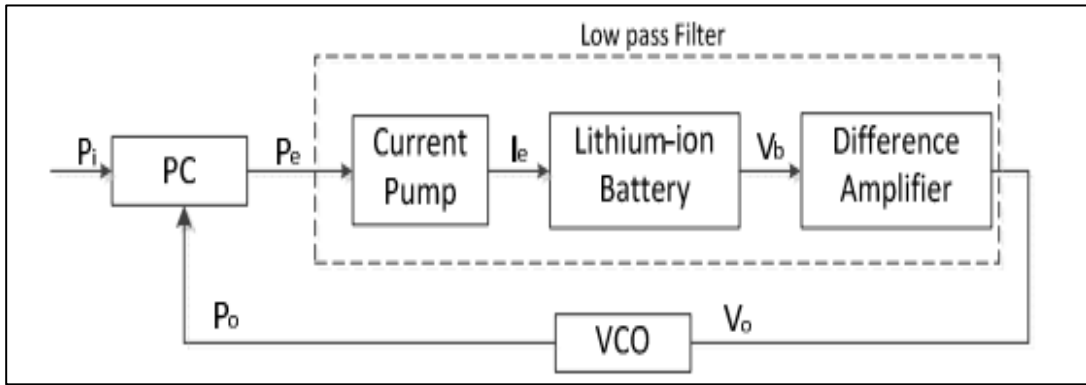 Low pass Filter
Pi
PC
Pe
Current
Pump
Ie
Lithium-ion
Battery
Vb
Difference
Amplifier
Po
VCO
Vo